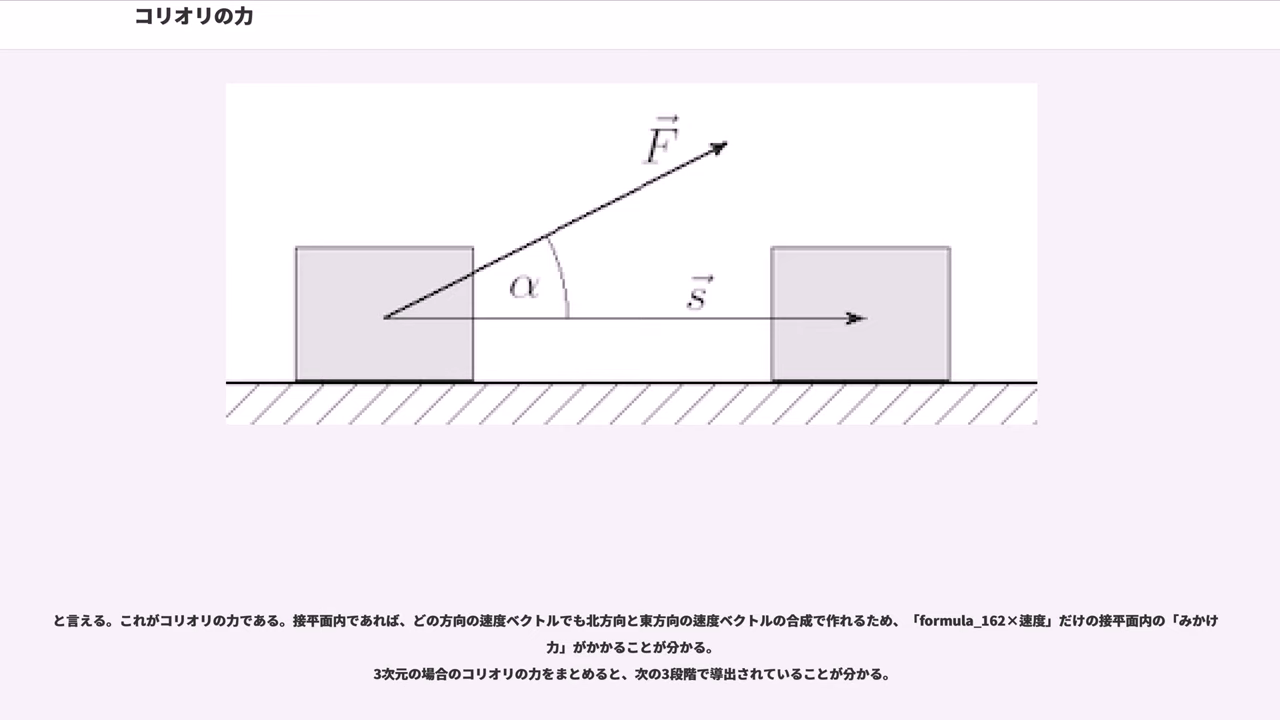 コリオリの力
F⃗
α
s⃗
と言える。これがコリオリの力である。接平面内であれば、どの方向の速度ベクトルでも北方向と東方向の速度ベクトルの合成で作れるため、「formula_162×速度」だけの接平面内の「みかけ
力」がかかることが分かる。
3次元の場合のコリオリの力をまとめると、次の3段階で導出されていることが分かる。